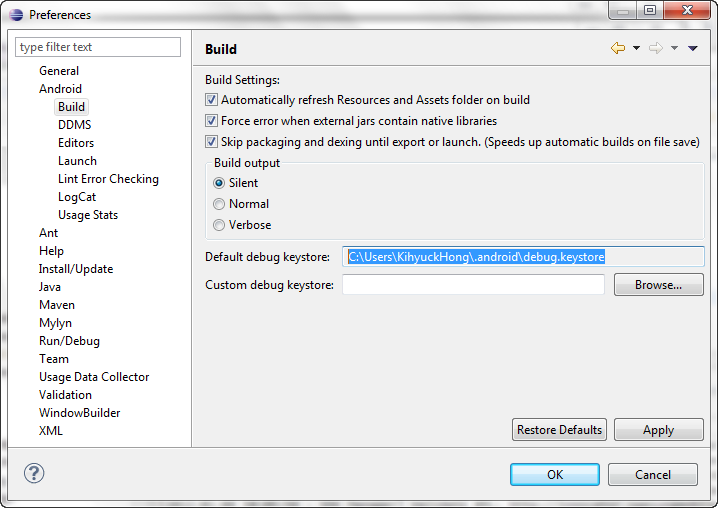 Preferences
type filter text
General
Android
Build
DDMS
Editors
Launch
Lint Error Checking
LogCat
Usage Stats
Ant
Help
Install/Update
Java
Maven
Mylyn
Run/Debug
Team
Usage Data Collector
Validation
WindowBuilder
XML
Build
Build Settings:
Automatically refresh Resources and Assets folder on build
Force error when external jars contain native libraries
Skip packaging and dexing until export or launch. (Speeds up automatic builds on file save)
Build output
Silent
Normal
Verbose
Default debug keystore: C:\Users\KihyuckHong\.android\debug.keystore
Custom debug keystore: Browse...
Restore Defaults Apply
? OK Cancel